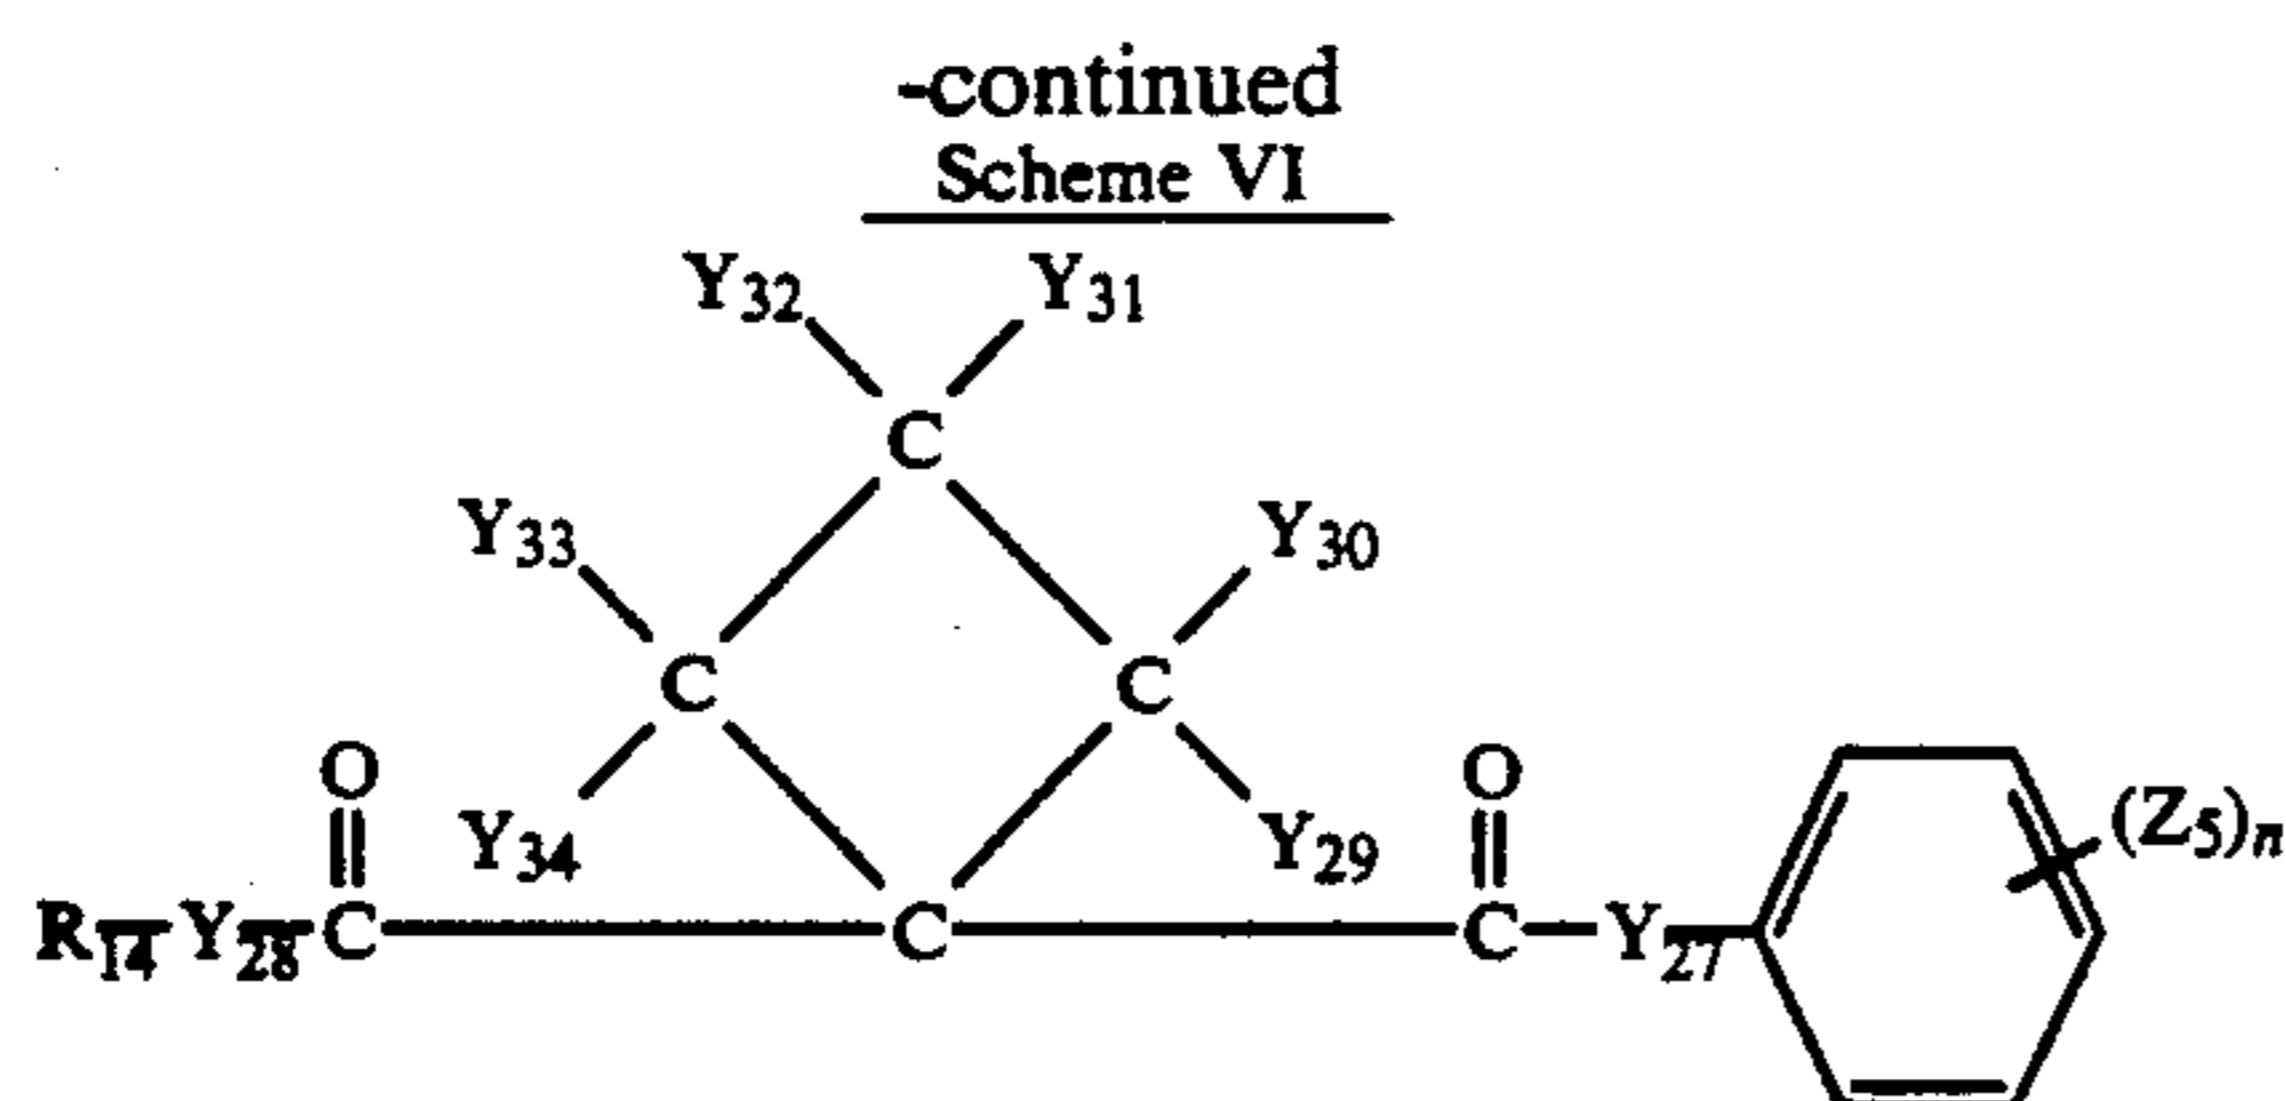 -continued
Scheme VI
Y32 Y31
C
Y33 Y30
C C
O Y34 Y29 O (Z5)n
R14 Y28 C C C Y27